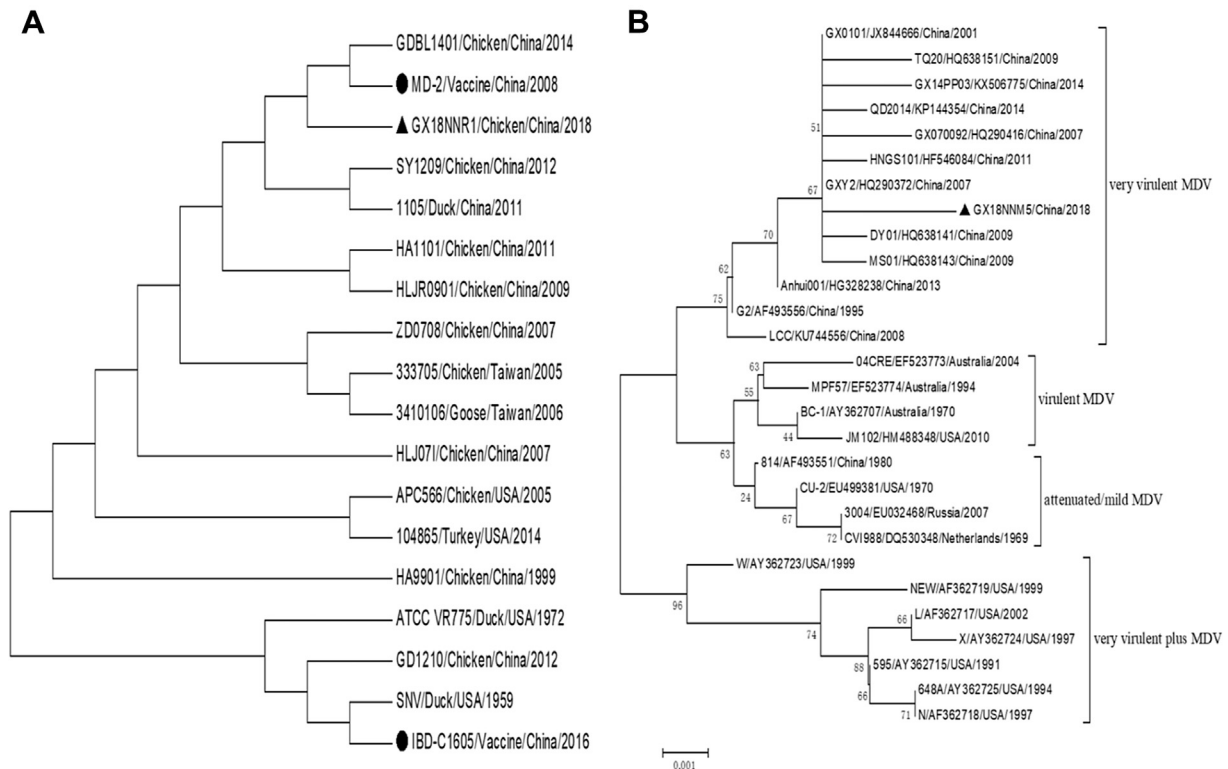 A
GDBL1401/Chicken/China/2014
MD-2/Vaccine/China/2008
GX18NNR1/Chicken/China/2018
SY1209/Chicken/China/2012
1105/Duck/China/2011
HA1101/Chicken/China/2011
HLJR0901/Chicken/China/2009
ZD0708/Chicken/China/2007
333705/Chicken/Taiwan/2005
3410106/Goose/Taiwan/2006
HLJ07I/Chicken/China/2007
APC566/Chicken/USA/2005
104865/Turkey/USA/2014
HA9901/Chicken/China/1999
ATCC VR775/Duck/USA/1972
GD1210/Chicken/China/2012
SNV/Duck/USA/1959
IBD-C1605/Vaccine/China/2016
B
GX0101/JX844666/China/2001
TQ20/HQ638151/China/2009
GX14PP03/KX506775/China/2014
QD2014/KP144354/China/2014
51
GX070092/HQ290416/China/2007
HNGS101/HF546084/China/2011
very virulent MDV
67
GXY2/HQ290372/China/2007
GX18NNM5/China/2018
70
DY01/HQ638141/China/2009
MS01/HQ638143/China/2009
62
Anhui001/HG328238/China/2013
75
G2/AF493556/China/1995
LCC/KU744556/China/2008
63
04CRE/EF523773/Australia/2004
MPF57/EF523774/Australia/1994
virulent MDV
55
BC-1/AY362707/Australia/1970
44
JM102/HM488348/USA/2010
63
814/AF493551/China/1980
24
CU-2/EU499381/USA/1970
attenuated/mild MDV
67
3004/EU032468/Russia/2007
72
CVI988/DQ530348/Netherlands/1969
W/AY362723/USA/1999
96
NEW/AF362719/USA/1999
74
66
L/AF362717/USA/2002
X/AY362724/USA/1997
very virulent plus MDV
88
595/AY362715/USA/1991
66
648A/AY362725/USA/1994
71
N/AF362718/USA/1997
0.001